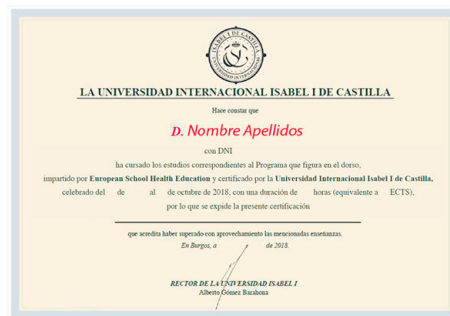 LA UNIVERSIDAD INTERNACIONAL ISABEL I DE CASTILLA
Hace constar que
D. Nombre Apellidos
con DNI
ha cursado los estudios correspondientes al Programa que figura en el dorso,
impartido por European School Health Education y certificado por la Universidad Internacional Isabel I de Castilla,
celebrado del de al de octubre de 2018, con una duración de horas (equivalente a ECTS),
por lo que se expide la presente certificación
que acredita haber superado con aprovechamiento las mencionadas enseñanzas.
En Burgos, a de 2018.
RECTOR DE LA UNIVERSIDAD ISABEL I
Alberto Gómez Barahona